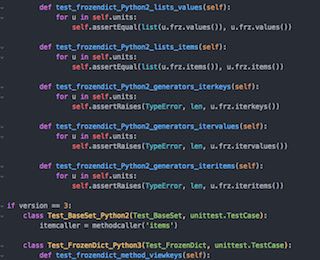 def test_frozendict_Python2_lists_values(self):
for u in self.units:
self.assertEqual(list(u.frz.values()), u.frz.values())
def test_frozendict_Python2_lists_items(self):
for u in self.units:
self.assertEqual(list(u.frz.items()), u.frz.items())
def test_frozendict_Python2_generators_iterkeys(self):
for u in self.units:
self.assertRaises(TypeError, len, u.frz.iterkeys())
def test_frozendict_Python2_generators_itervalues(self):
for u in self.units:
self.assertRaises(TypeError, len, u.frz.itervalues())
def test_frozendict_Python2_generators_iteritems(self):
for u in self.units:
self.assertRaises(TypeError, len, u.frz.iteritems())
if version == 3:
class Test_BaseSet_Python2(Test_BaseSet, unittest.TestCase):
itemcaller = methodcaller('items')
class Test_FrozenDict_Python3(Test_FrozenDict, unittest.TestCase):
def test_frozendict_method_viewkeys(self):